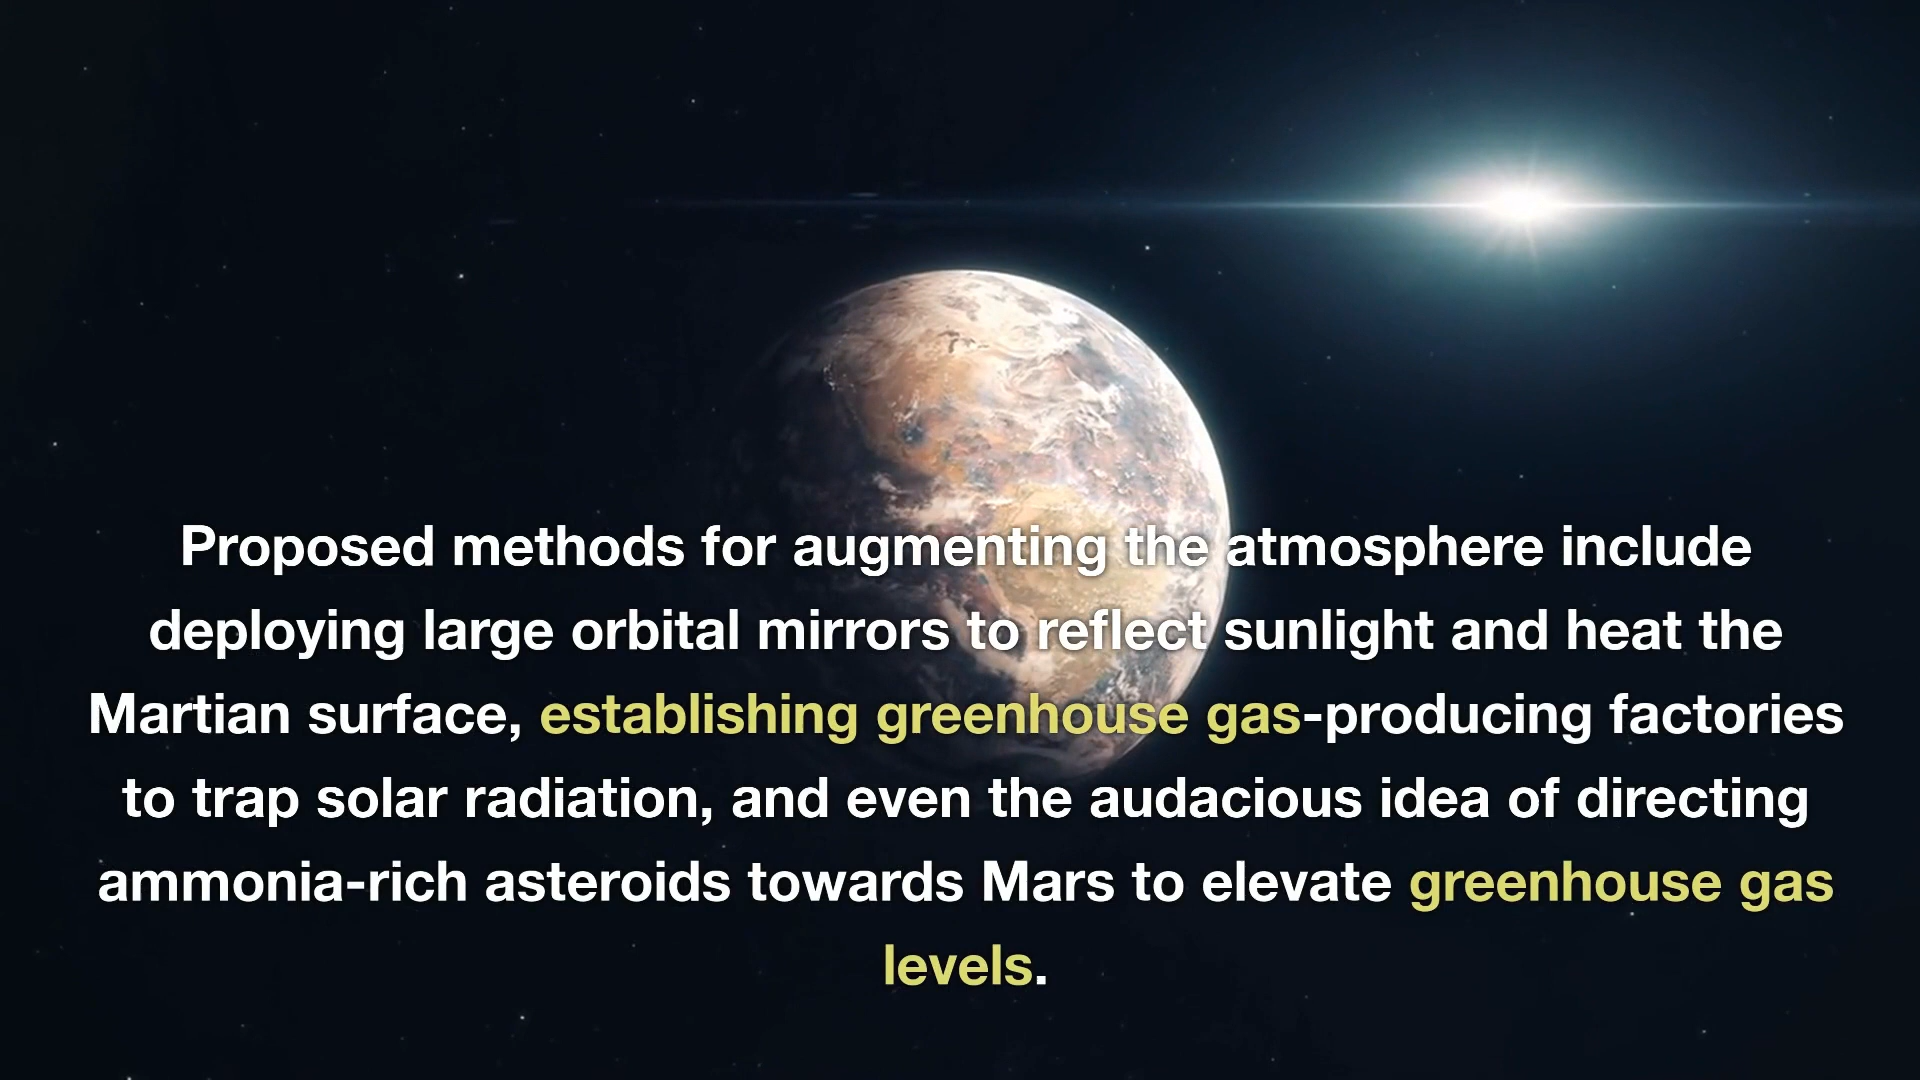 Proposed methods for augmenting the atmosphere include
deploying large orbital mirrors to reflect sunlight and heat the
Martian surface, establishing greenhouse gas-producing factories
to trap solar radiation, and even the audacious idea of directing
ammonia-rich asteroids towards Mars to elevate greenhouse gas
levels.